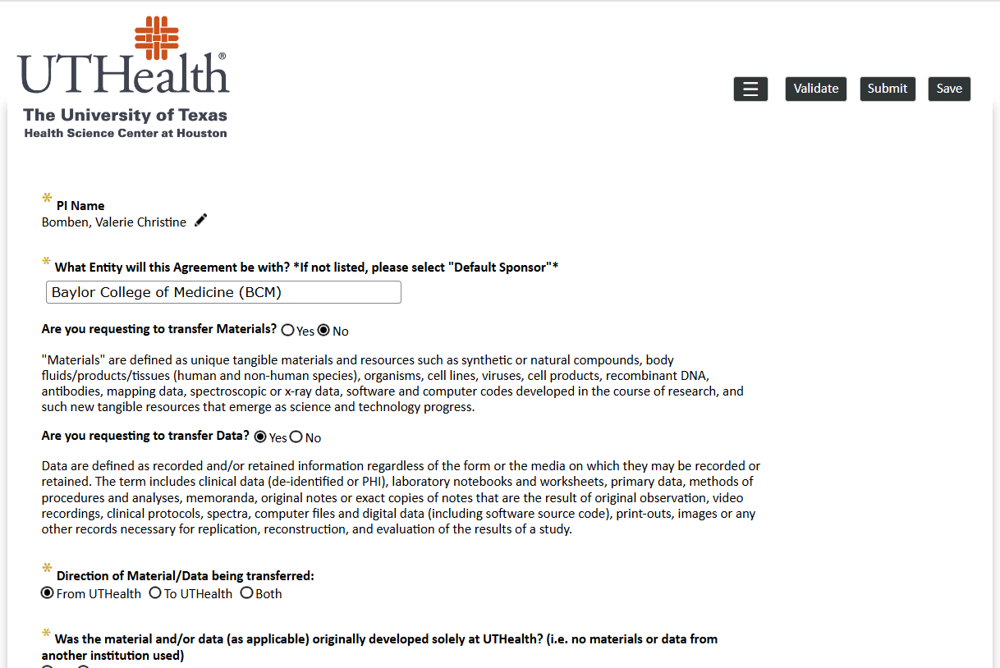 UTHealth®
The University of Texas
Health Science Center at Houston
☰ Validate Submit Save
* PI Name
Bomben, Valerie Christine
* What Entity will this Agreement be with? *If not listed, please select "Default Sponsor"*
Baylor College of Medicine (BCM)
Are you requesting to transfer Materials? Yes No
"Materials" are defined as unique tangible materials and resources such as synthetic or natural compounds, body
fluids/products/tissues (human and non-human species), organisms, cell lines, viruses, cell products, recombinant DNA,
antibodies, mapping data, spectroscopic or x-ray data, software and computer codes developed in the course of research, and
such new tangible resources that emerge as science and technology progress.
Are you requesting to transfer Data? Yes No
Data are defined as recorded and/or retained information regardless of the form or the media on which they may be recorded or
retained. The term includes clinical data (de-identified or PHI), laboratory notebooks and worksheets, primary data, methods of
procedures and analyses, memoranda, original notes or exact copies of notes that are the result of original observation, video
recordings, clinical protocols, spectra, computer files and digital data (including software source code), print-outs, images or any
other records necessary for replication, reconstruction, and evaluation of the results of a study.
* Direction of Material/Data being transferred:
From UTHealth To UTHealth Both
* Was the material and/or data (as applicable) originally developed solely at UTHealth? (i.e. no materials or data from
another institution used)